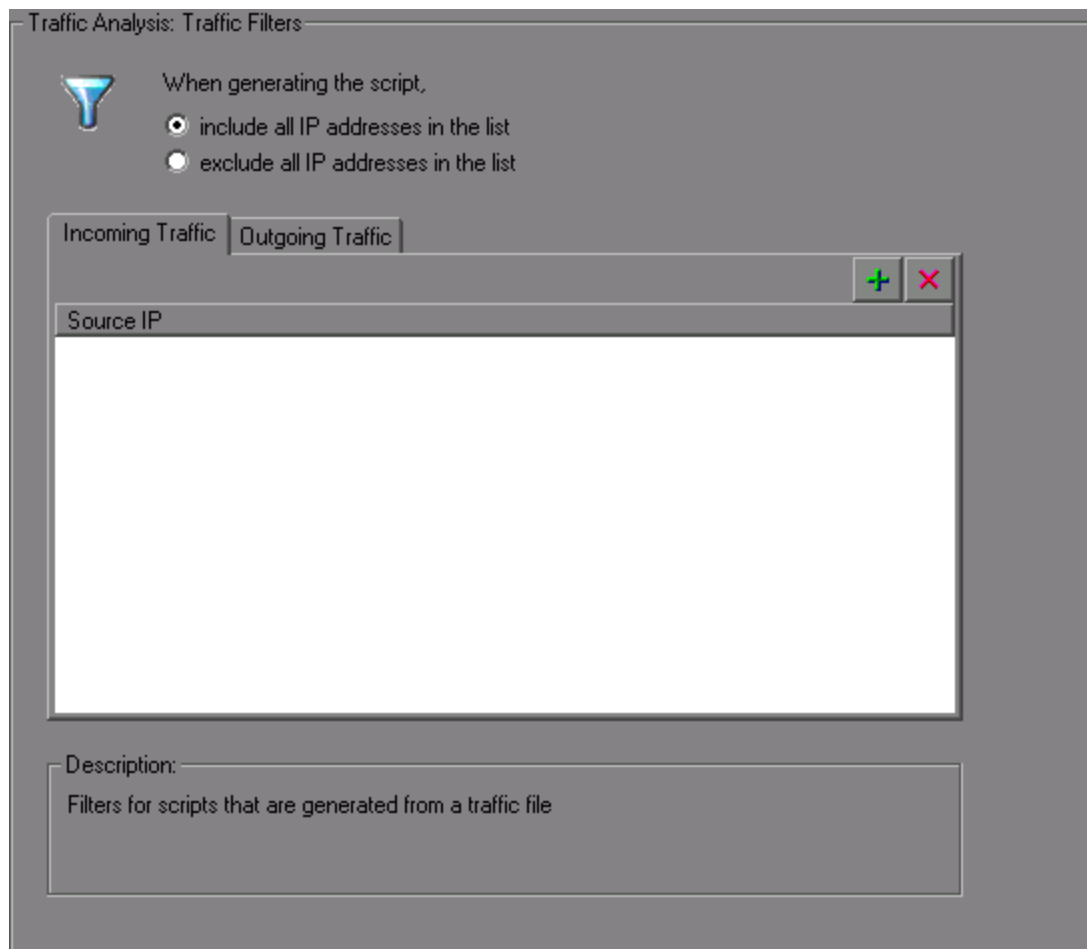 Traffic Analysis: Traffic Filters
When generating the script,
include all IP addresses in the list
exclude all IP addresses in the list
Incoming Traffic Outgoing Traffic
Source IP
Description:
Filters for scripts that are generated from a traffic file